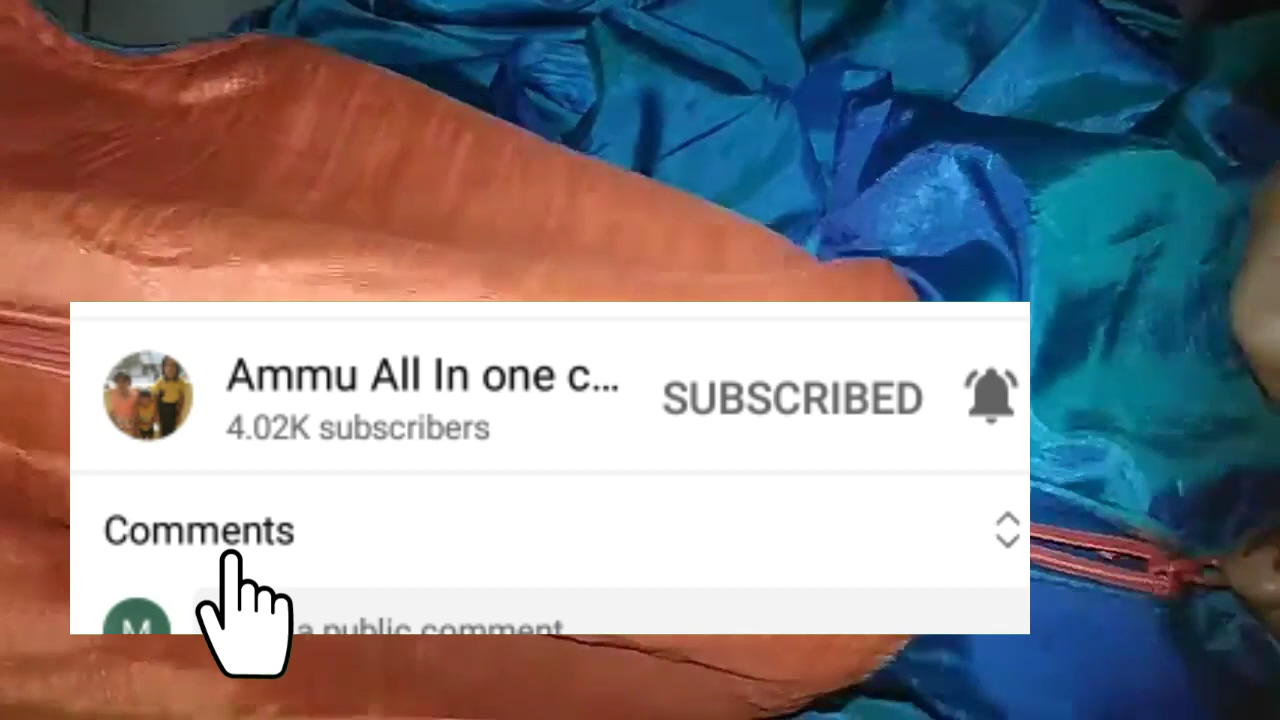 Ammu All In one c...
SUBSCRIBED
4.02K subscribers
Comments
M
a public comment